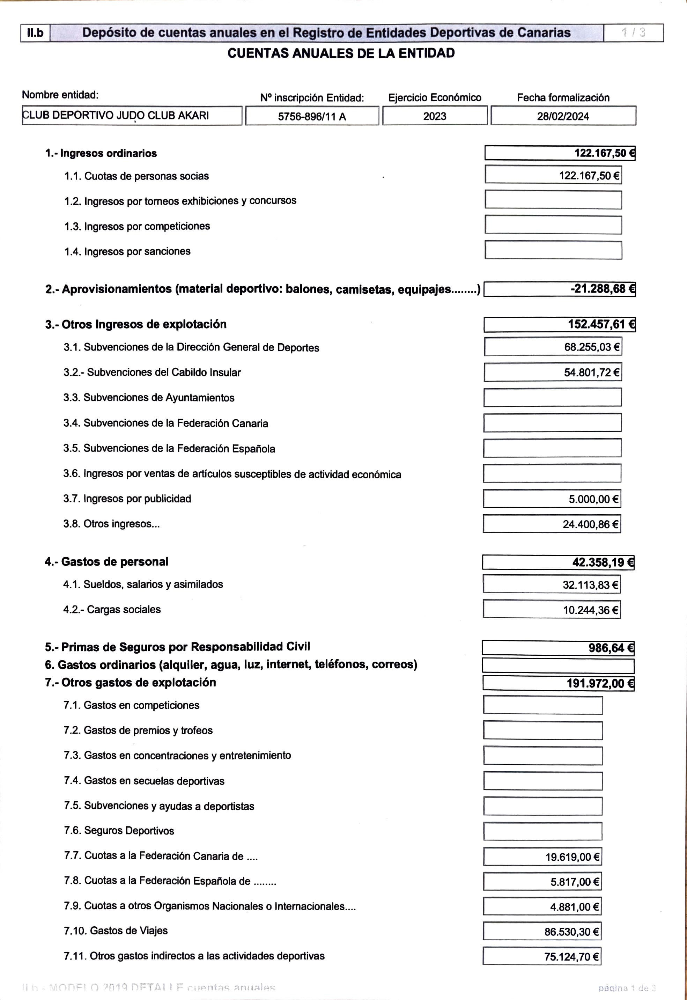 II.b Depósito de cuentas anuales en el Registro de Entidades Deportivas de Canarias 1 / 3
CUENTAS ANUALES DE LA ENTIDAD
Nombre entidad: Nº inscripción Entidad: Ejercicio Económico Fecha formalización
CLUB DEPORTIVO JUDO CLUB AKARI 5756-896/11 A 2023 28/02/2024
1.- Ingresos ordinarios 122.167,50 €
1.1. Cuotas de personas socias 122.167,50 €
1.2. Ingresos por torneos exhibiciones y concursos
1.3. Ingresos por competiciones
1.4. Ingresos por sanciones
2.- Aprovisionamientos (material deportivo: balones, camisetas, equipajes........) -21.288,68 €
3.- Otros Ingresos de explotación 152.457,61 €
3.1. Subvenciones de la Dirección General de Deportes 68.255,03 €
3.2.- Subvenciones del Cabildo Insular 54.801,72 €
3.3. Subvenciones de Ayuntamientos
3.4. Subvenciones de la Federación Canaria
3.5. Subvenciones de la Federación Española
3.6. Ingresos por ventas de artículos susceptibles de actividad económica
3.7. Ingresos por publicidad 5.000,00 €
3.8. Otros ingresos... 24.400,86 €
4.- Gastos de personal 42.358,19 €
4.1. Sueldos, salarios y asimilados 32.113,83 €
4.2.- Cargas sociales 10.244,36 €
5.- Primas de Seguros por Responsabilidad Civil 986,64 €
6. Gastos ordinarios (alquiler, agua, luz, internet, teléfonos, correos)
7.- Otros gastos de explotación 191.972,00 €
7.1. Gastos en competiciones
7.2. Gastos de premios y trofeos
7.3. Gastos en concentraciones y entretenimiento
7.4. Gastos en secuelas deportivas
7.5. Subvenciones y ayudas a deportistas
7.6. Seguros Deportivos
7.7. Cuotas a la Federación Canaria de .... 19.619,00 €
7.8. Cuotas a la Federación Española de ........ 5.817,00 €
7.9. Cuotas a otros Organismos Nacionales o Internacionales.... 4.881,00 €
7.10. Gastos de Viajes 86.530,30 €
7.11. Otros gastos indirectos a las actividades deportivas 75.124,70 €
II.b - MODELO 2019 DETALLE cuentas anuales página 1 de 3